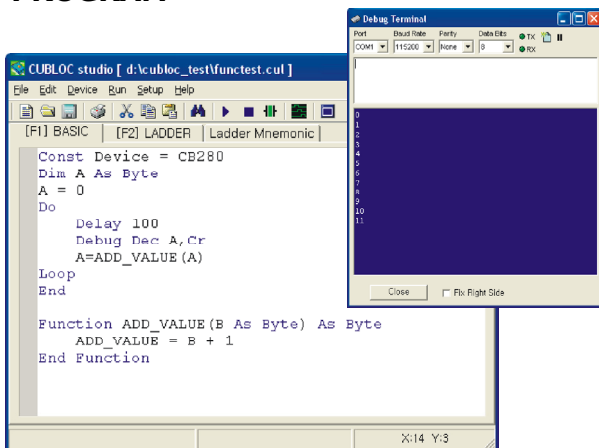 PROGRAM
Debug Terminal
Port Baud Rate Parity Data Bits
COM1 115200 None 8 TX RX
0
1
2
3
4
5
6
7
8
9
10
11
Close Fix Right Side
CUBLOC studio [ d:\cubloc_test\functest.cul ]
File Edit Device Run Setup Help
[F1] BASIC [F2] LADDER Ladder Mnemonic
Const Device = CB280
Dim A As Byte
A = 0
Do
Delay 100
Debug Dec A,Cr
A=ADD_VALUE(A)
Loop
End
Function ADD_VALUE(B As Byte) As Byte
ADD_VALUE = B + 1
End Function
X:14 Y:3